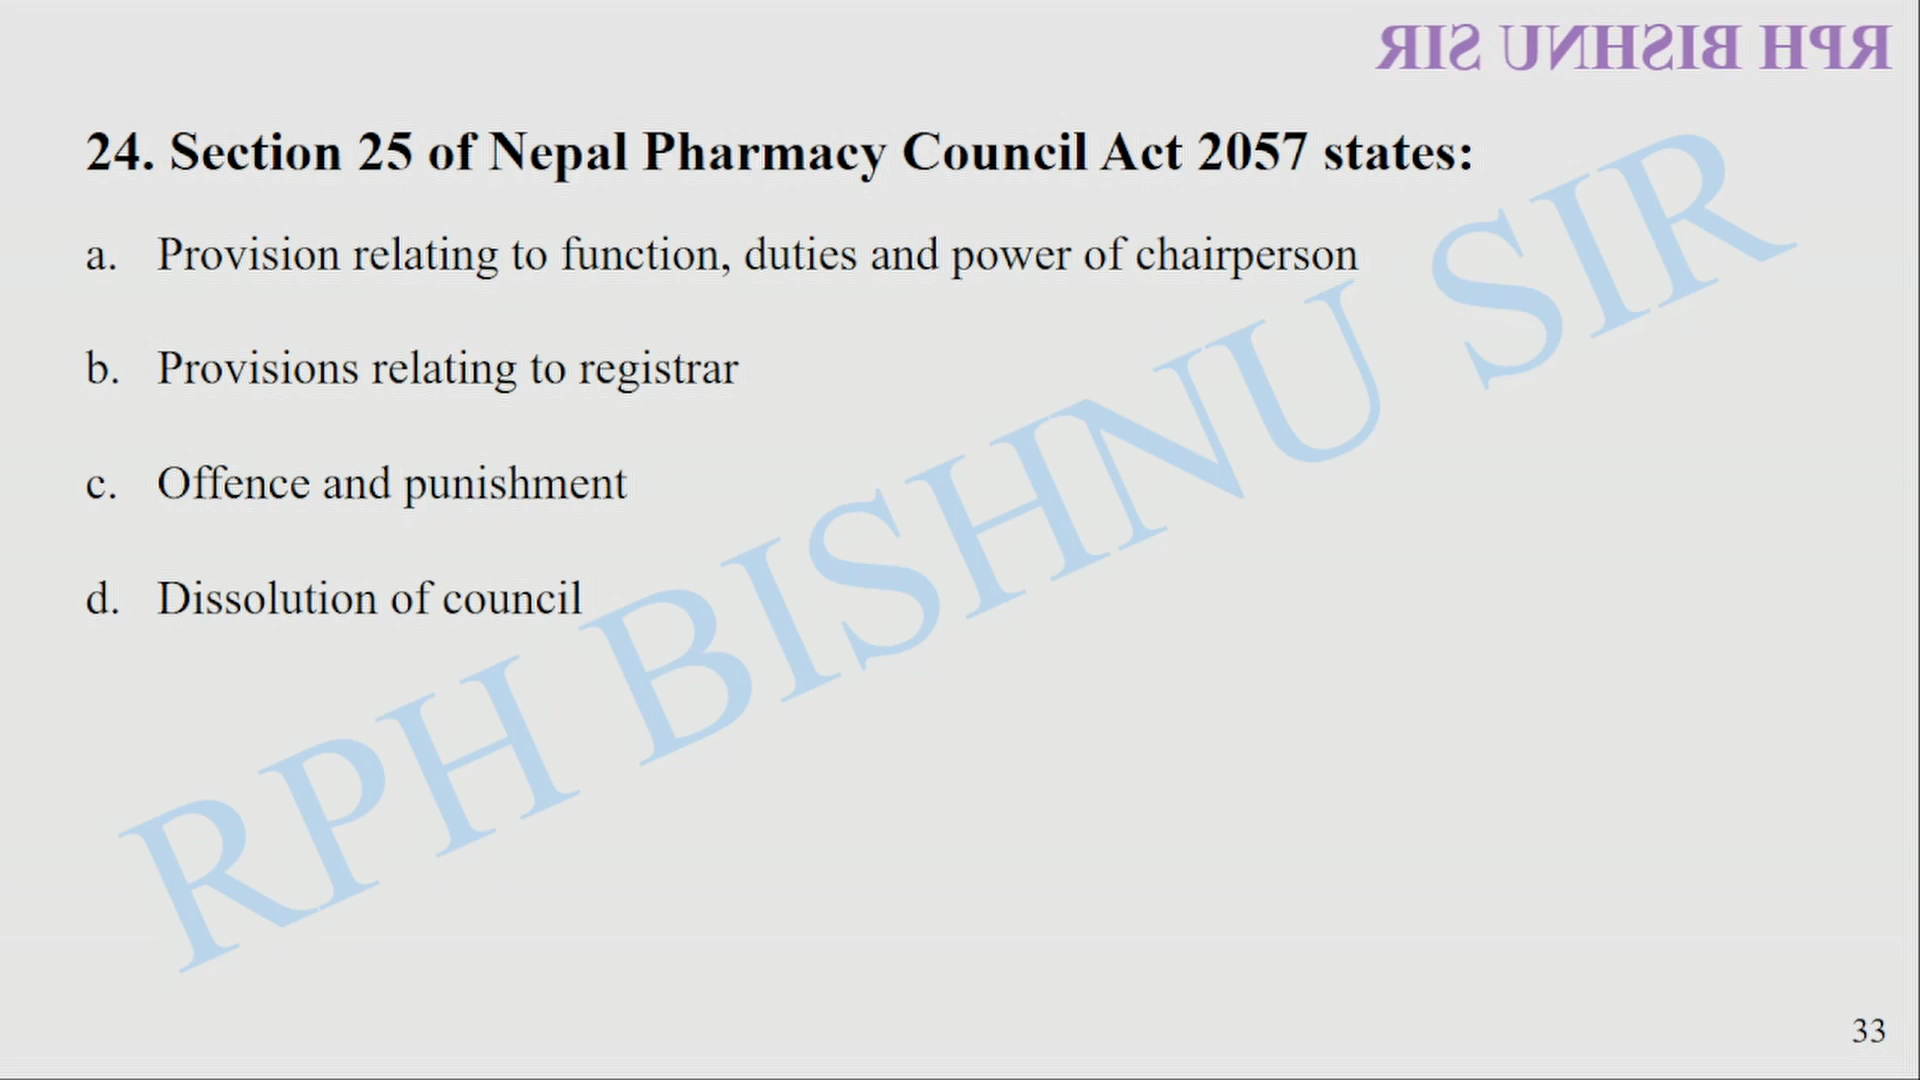 RPH BISHNU SIR
24. Section 25 of Nepal Pharmacy Council Act 2057 states:
a. Provision relating to function, duties and power of chairperson
b. Provisions relating to registrar
c. Offence and punishment
d. Dissolution of council
RPH BISHNU SIR
33